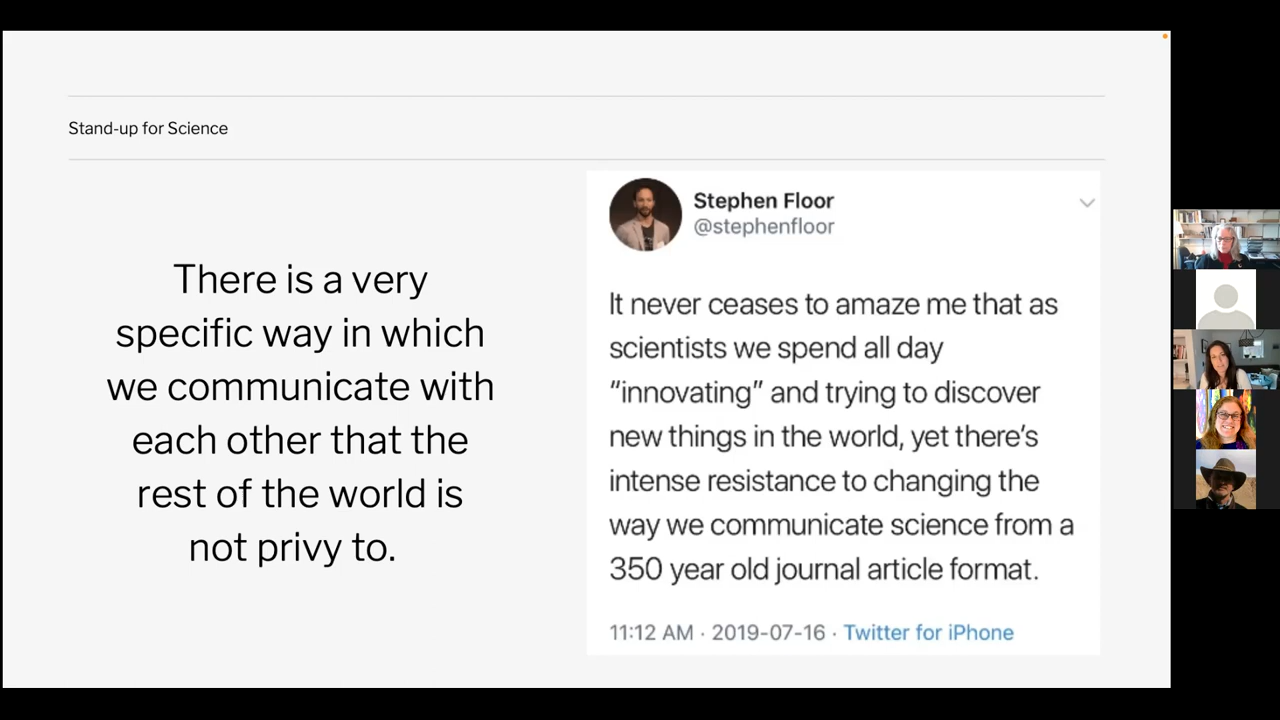 Stand-up for Science
There is a very
specific way in which
we communicate with
each other that the
rest of the world is
not privy to.
Stephen Floor
@stephenfloor
It never ceases to amaze me that as
scientists we spend all day
“innovating” and trying to discover
new things in the world, yet there’s
intense resistance to changing the
way we communicate science from a
350 year old journal article format.
11:12 AM · 2019-07-16 · Twitter for iPhone